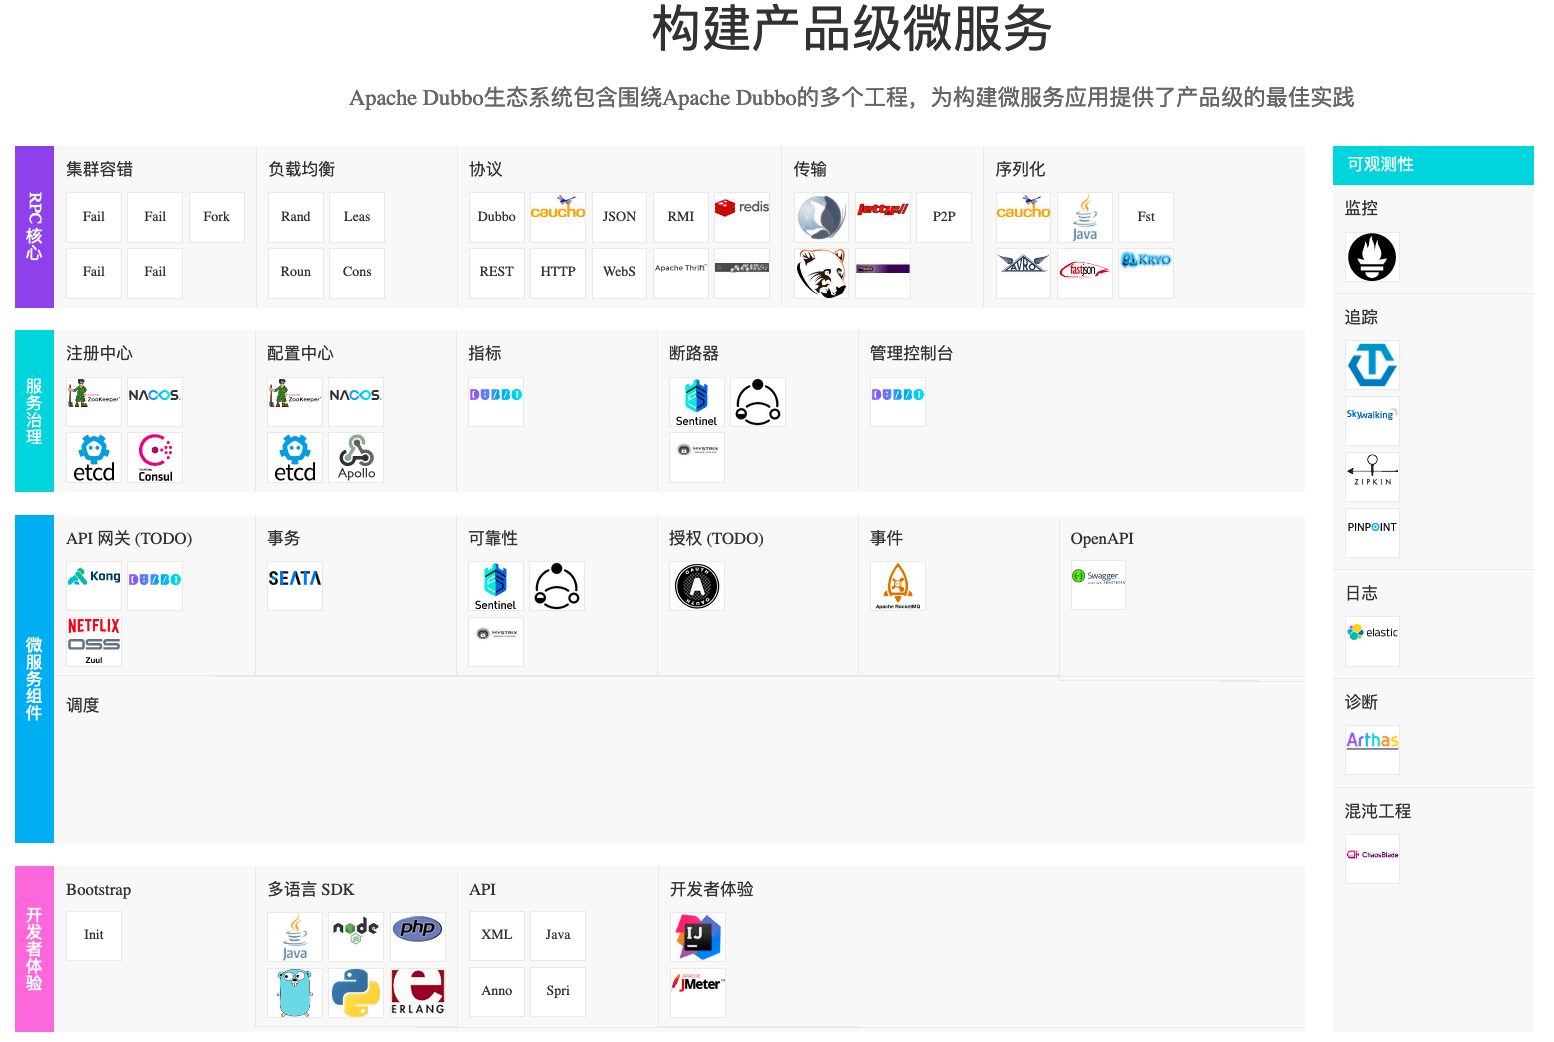 构建产品级微服务
Apache Dubbo生态系统包含围绕Apache Dubbo的多个工程，为构建微服务应用提供了产品级的最佳实践
RPC 核心
集群容错
Fail
Fail
Fork
Fail
Fail
负载均衡
Rand
Leas
Roun
Cons
协议
Dubbo
caucho
JSON
RMI
redis
REST
HTTP
WebS
Apache Thrift
传输
jetty://
P2P
序列化
caucho
Java
Fst
AVRO
fastjson
KRYO
服务治理
注册中心
ZooKeeper
NACOS.
etcd
Consul
配置中心
ZooKeeper
NACOS.
etcd
Apollo
指标
DUBBO
断路器
Sentinel
HYSTRIX
管理控制台
DUBBO
微服务组件
API 网关 (TODO)
Kong
DUBBO
NETFLIX
OSS
Zuul
事务
SEATA
可靠性
Sentinel
HYSTRIX
授权 (TODO)
OAUTH
A
OAUTH
事件
Apache RocketMQ
OpenAPI
Swagger
调度
开发者体验
Bootstrap
Init
多语言 SDK
Java
node
JS
php
ERLANG
API
XML
Java
Anno
Spri
开发者体验
IJ
APACHE
JMeter
可观测性
监控
追踪
Skywalking
ZIPKIN
PINPOINT
日志
elastic
诊断
Arthas
混沌工程
ChaosBlade